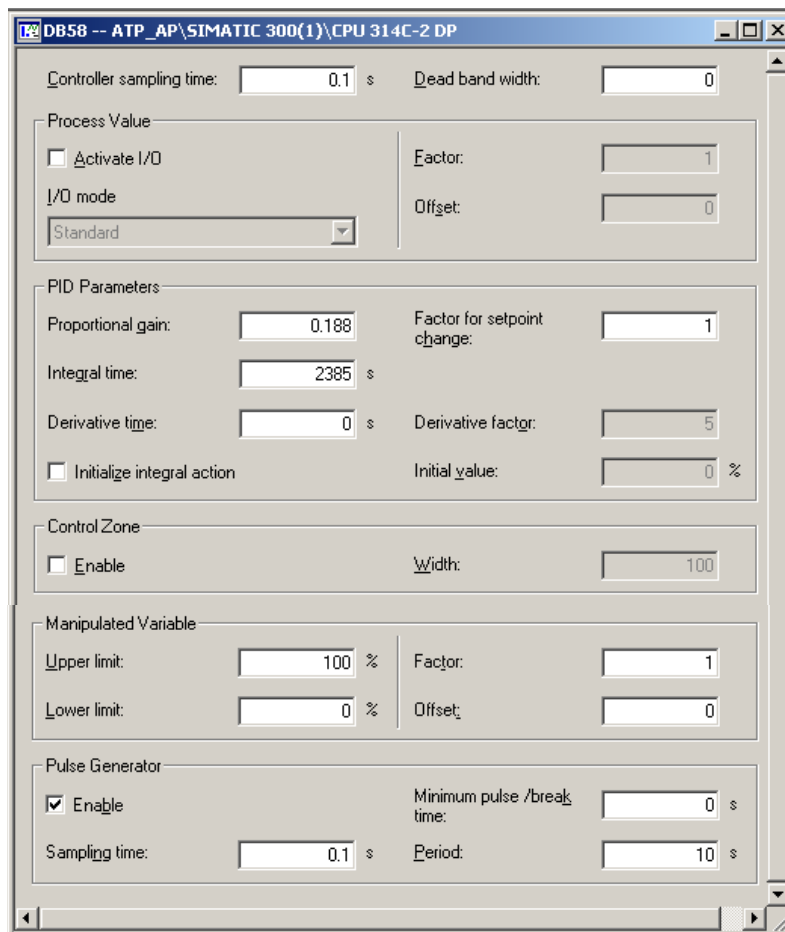 DB58 -- ATP_AP\SIMATIC 300(1)\CPU 314C-2 DP
Controller sampling time: 0.1 s Dead band width: 0
Process Value
Activate I/O Factor: 1
I/O mode
Offset: 0
Standard
PID Parameters
Proportional gain: 0.188 Factor for setpoint change: 1
Integral time: 2385 s
Derivative time: 0 s Derivative factor: 5
Initialize integral action Initial value: 0 %
Control Zone
Enable Width: 100
Manipulated Variable
Upper limit: 100 % Factor: 1
Lower limit: 0 % Offset: 0
Pulse Generator
Enable Minimum pulse /break time: 0 s
Sampling time: 0.1 s Period: 10 s